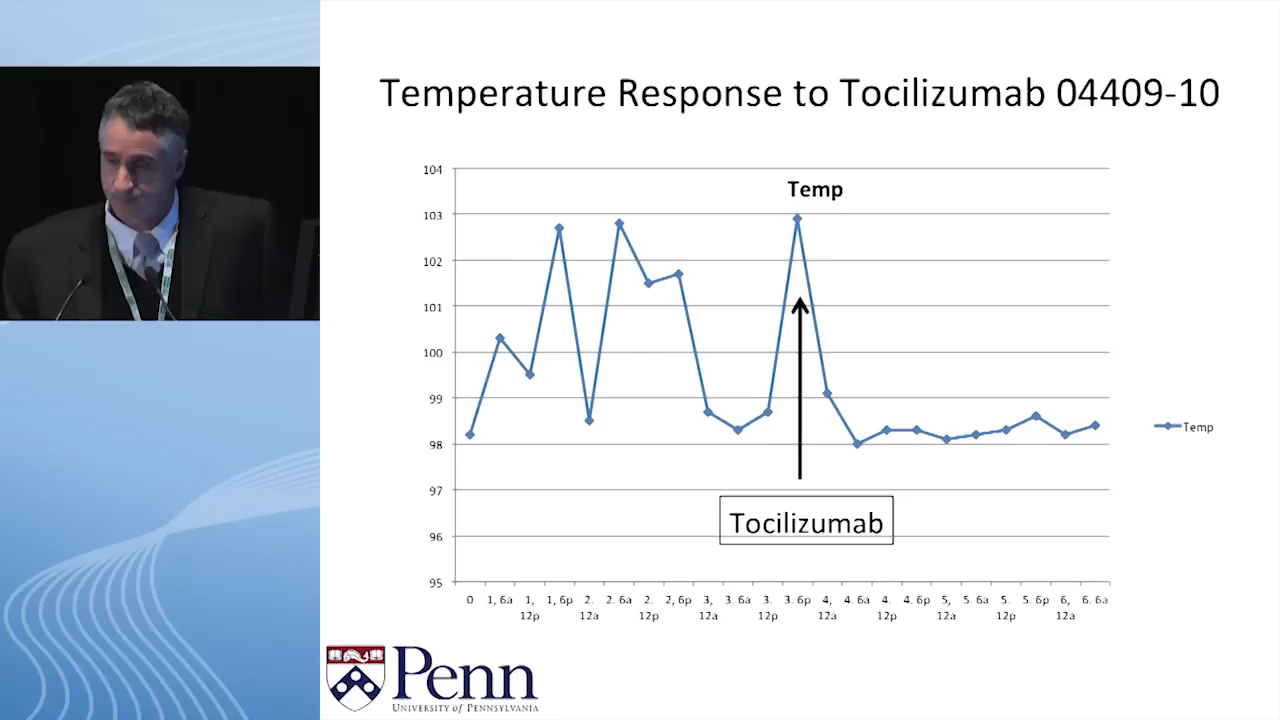 Temperature Response to Tocilizumab 04409-10
Temp
104
103
102
101
100
99
98
97
96
95
Temp
Tocilizumab
0 1, 6a 1, 12p 1, 6p 2. 12a 2. 6a 2. 12p 2, 6p 3, 12a 3. 6a 3. 12p 3. 6p 4, 12a 4. 6a 4. 12p 4. 6p 5, 12a 5. 6a 5. 12p 5. 6p 6, 12a 6. 6a
Penn
UNIVERSITY of PENNSYLVANIA